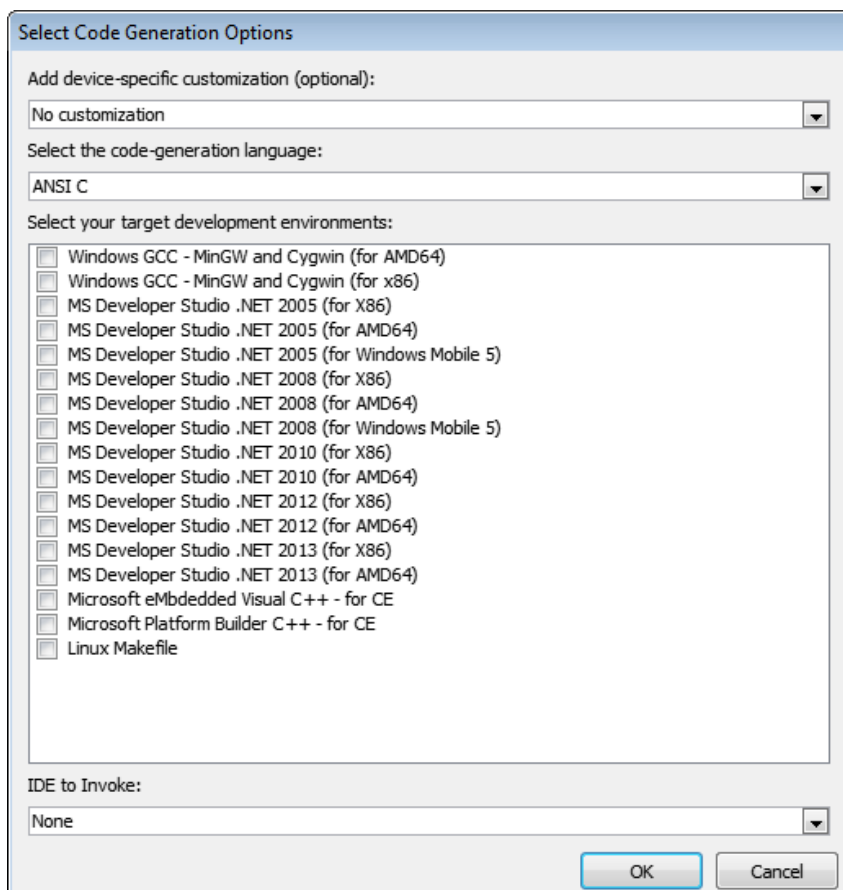 Select Code Generation Options
Add device-specific customization (optional):
No customization
Select the code-generation language:
ANSI C
Select your target development environments:
Windows GCC - MinGW and Cygwin (for AMD64)
Windows GCC - MinGW and Cygwin (for x86)
MS Developer Studio .NET 2005 (for X86)
MS Developer Studio .NET 2005 (for AMD64)
MS Developer Studio .NET 2005 (for Windows Mobile 5)
MS Developer Studio .NET 2008 (for X86)
MS Developer Studio .NET 2008 (for AMD64)
MS Developer Studio .NET 2008 (for Windows Mobile 5)
MS Developer Studio .NET 2010 (for X86)
MS Developer Studio .NET 2010 (for AMD64)
MS Developer Studio .NET 2012 (for X86)
MS Developer Studio .NET 2012 (for AMD64)
MS Developer Studio .NET 2013 (for X86)
MS Developer Studio .NET 2013 (for AMD64)
Microsoft eMbdedded Visual C++ - for CE
Microsoft Platform Builder C++ - for CE
Linux Makefile
IDE to Invoke:
None
OK Cancel